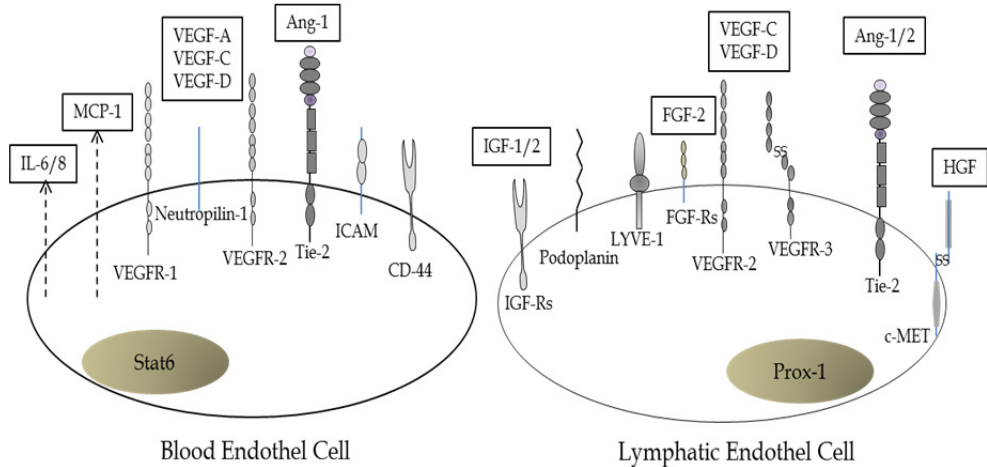 VEGF-A
VEGF-C
VEGF-D
Ang-1
MCP-1
IL-6/8
Neutropilin-1
ICAM
VEGFR-1
VEGFR-2
Tie-2
CD-44
Stat6
Blood Endothel Cell
VEGF-C
VEGF-D
Ang-1/2
FGF-2
IGF-1/2
HGF
SS
FGF-Rs
LYVE-1
Podoplanin
VEGFR-2
VEGFR-3
SS
Tie-2
IGF-Rs
c-MET
Prox-1
Lymphatic Endothel Cell